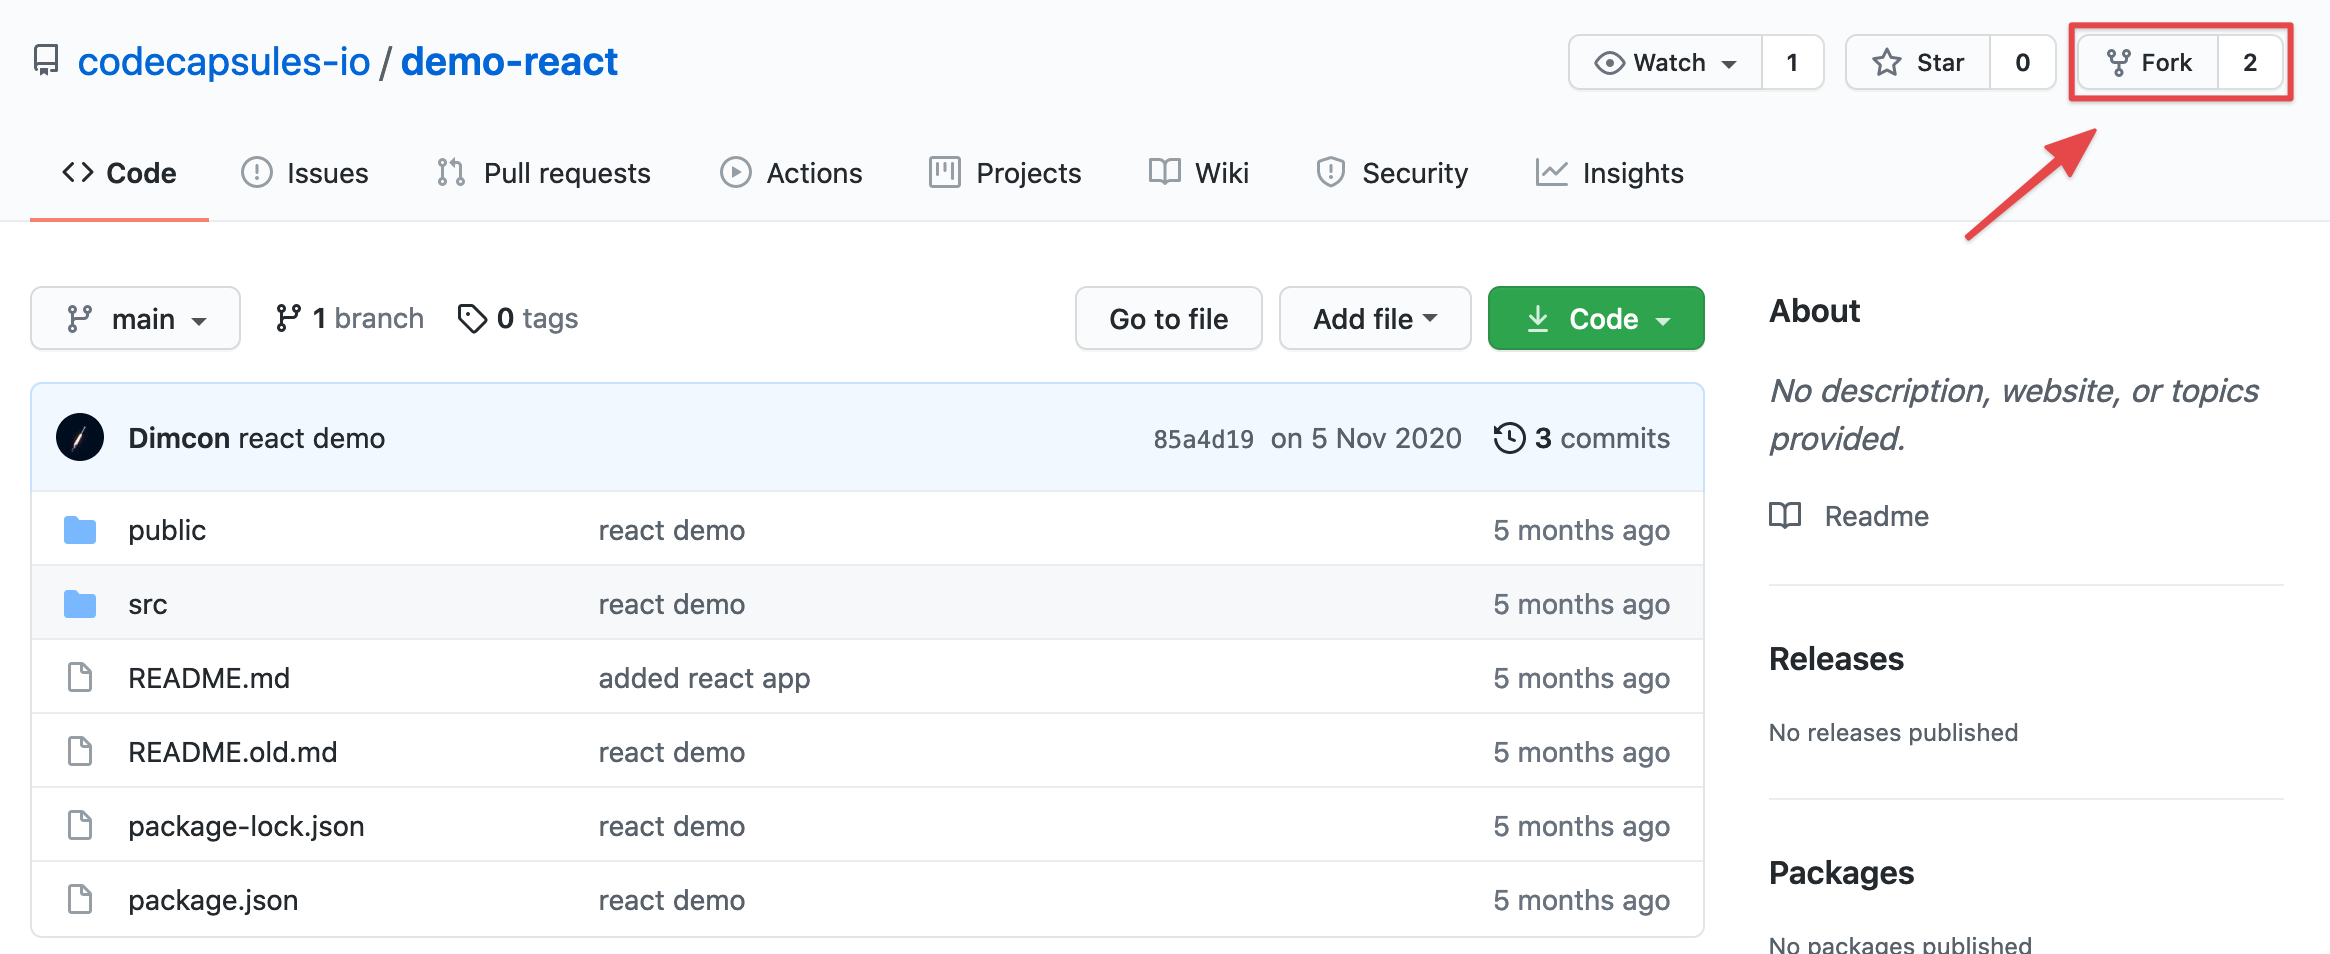 codecapsules-io / demo-react
Watch 1 Star 0 Fork 2
Code Issues Pull requests Actions Projects Wiki Security Insights
main 1 branch 0 tags Go to file Add file Code
Dimcon react demo 85a4d19 on 5 Nov 2020 3 commits
public react demo 5 months ago
src react demo 5 months ago
README.md added react app 5 months ago
README.old.md react demo 5 months ago
package-lock.json react demo 5 months ago
package.json react demo 5 months ago
About
No description, website, or topics
provided.
Readme
Releases
No releases published
Packages
No packages published